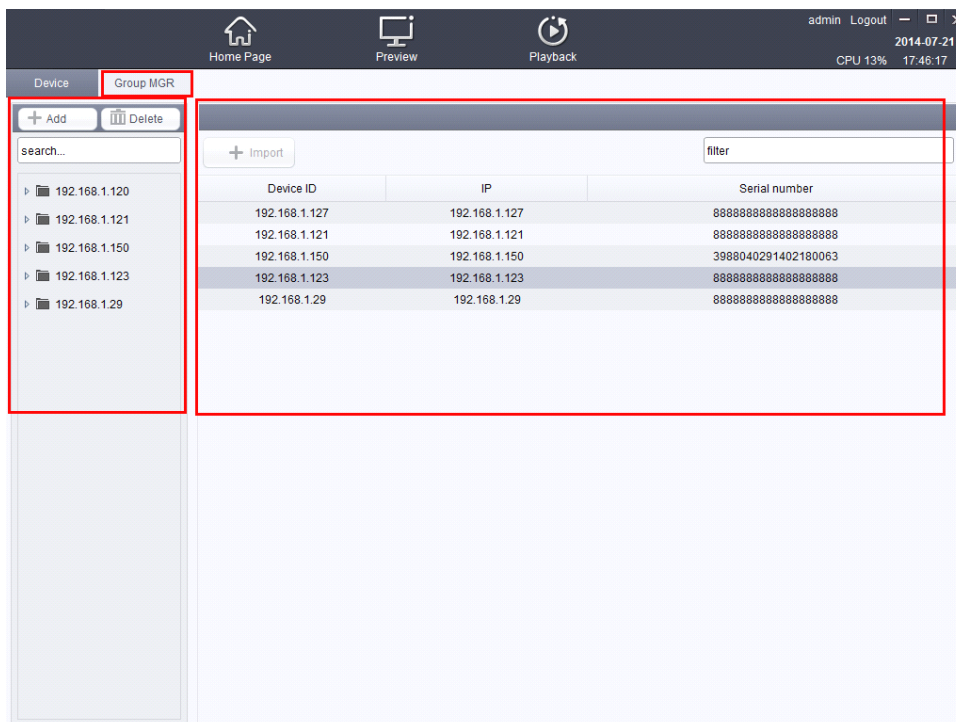 admin Logout
2014-07-21
Home Page Preview Playback
CPU 13% 17:46:17
Device Group MGR
Add Delete
search...
Import filter
Device ID IP Serial number
192.168.1.120
192.168.1.121
192.168.1.150
192.168.1.123
192.168.1.29
192.168.1.127 192.168.1.127 8888888888888888888
192.168.1.121 192.168.1.121 8888888888888888888
192.168.1.150 192.168.1.150 3988040291402180063
192.168.1.123 192.168.1.123 8888888888888888888
192.168.1.29 192.168.1.29 8888888888888888888